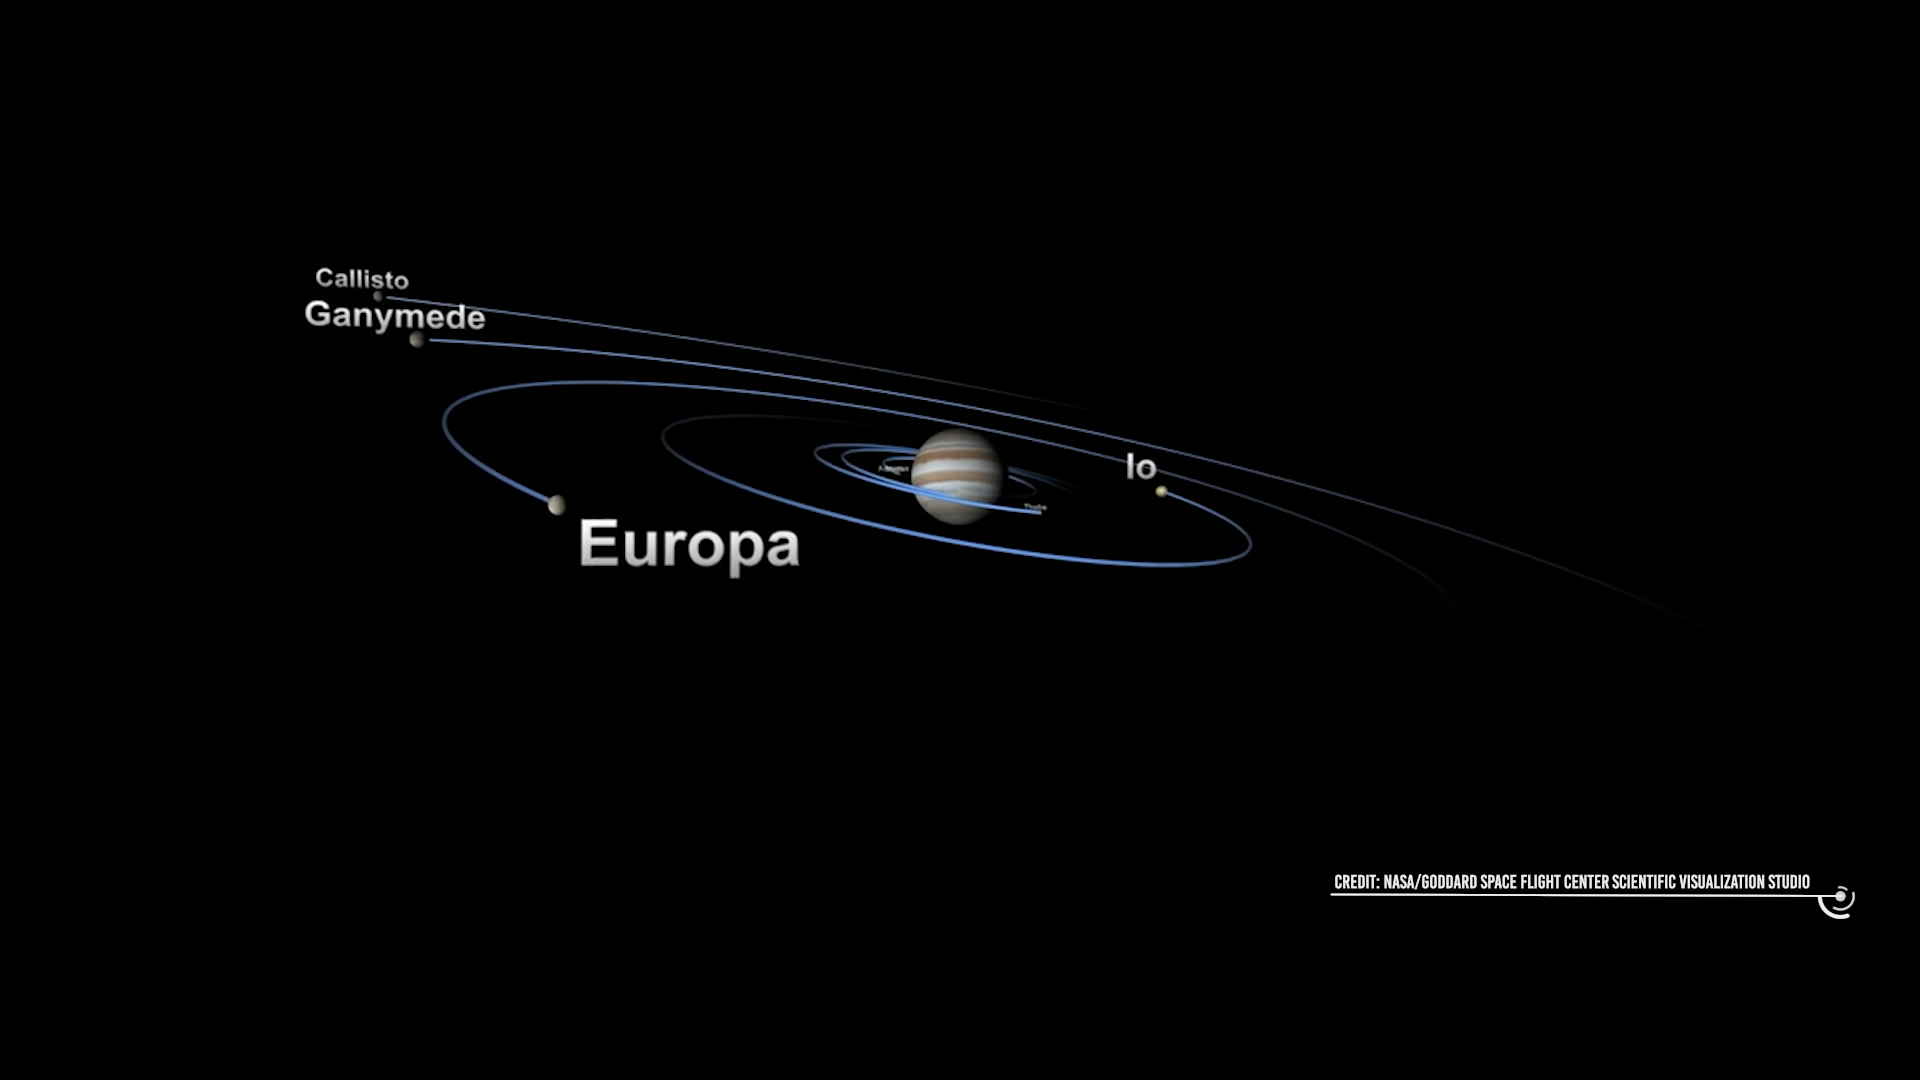 Callisto
Ganymede
Io
Europa
CREDIT: NASA/GODDARD SPACE FLIGHT CENTER SCIENTIFIC VISUALIZATION STUDIO